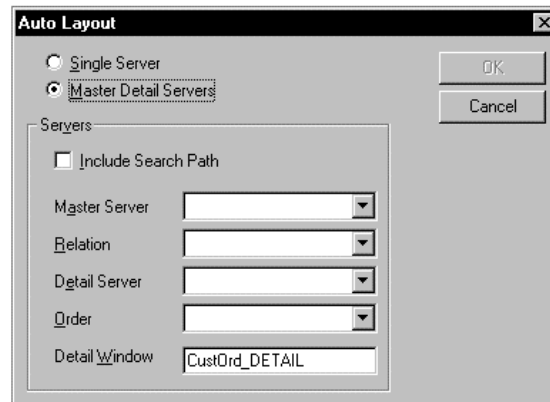 Auto Layout
Single Server
Master Detail Servers
OK
Cancel
Servers
Include Search Path
Master Server
Relation
Detail Server
Order
Detail Window CustOrd_DETAIL